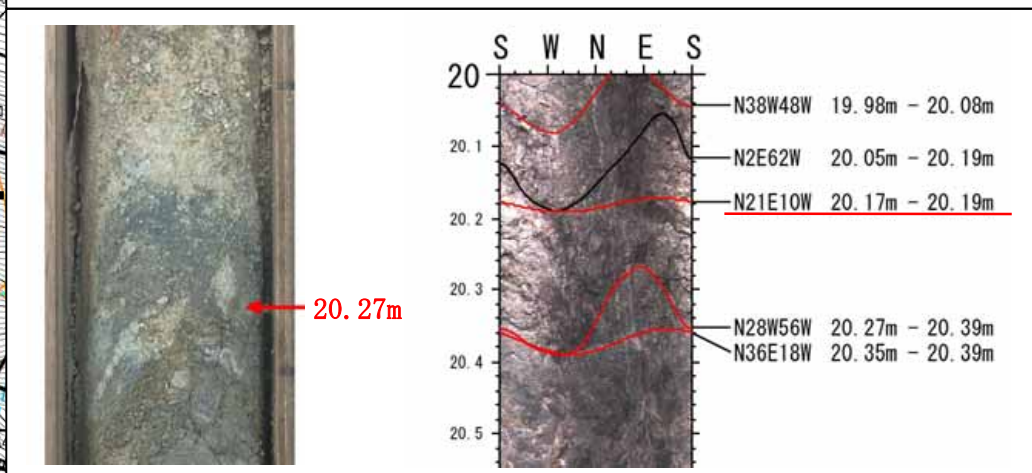 20.27m
S W N E S
20
20.1
20.2
20.3
20.4
20.5
N38W48W 19.98m - 20.08m
N2E62W 20.05m - 20.19m
N21E10W 20.17m - 20.19m
N28W56W 20.27m - 20.39m
N36E18W 20.35m - 20.39m